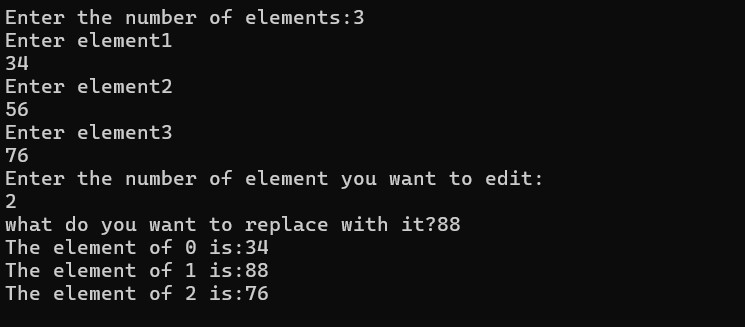 Enter the number of elements:3
Enter element1
34
Enter element2
56
Enter element3
76
Enter the number of element you want to edit:
2
what do you want to replace with it?88
The element of 0 is:34
The element of 1 is:88
The element of 2 is:76